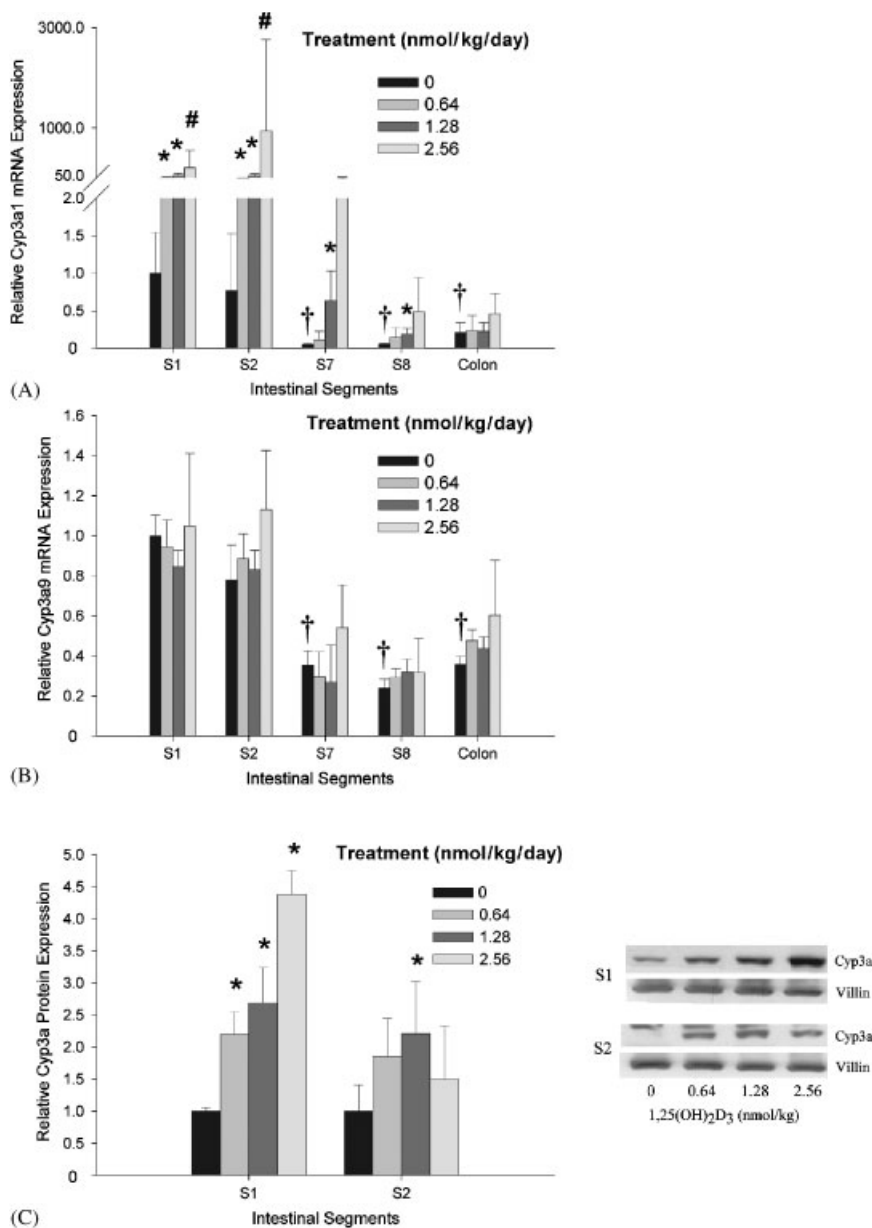 3000.0
#
Treatment (nmol/kg/day)
#
0
0.64
1000.0
1.28
* *
* *
2.56
50.0
2.0
1.5
*
1.0
†
†
*
†
0.5
0
S1 S2 S7 S8 Colon
Relative Cyp3a1 mRNA Expression
Intestinal Segments
(A)
Treatment (nmol/kg/day)
1.6
1.4
0
0.64
1.28
2.56
1.2
1.0
0.8
0.6
†
†
†
0.4
0.2
0
S1 S2 S7 S8 Colon
Relative Cyp3a9 mRNA Expression
Intestinal Segments
(B)
Treatment (nmol/kg/day)
5.0
*
0
4.5
0.64
4.0
1.28
3.5
2.56
*
*
*
3.0
2.5
2.0
1.5
1.0
0.5
0.0
S1 S2
Relative Cyp3a Protein Expression
Intestinal Segments
(C)
S1
Cyp3a
Villin
S2
Cyp3a
Villin
0 0.64 1.28 2.56
1,25(OH)₂D₃ (nmol/kg)